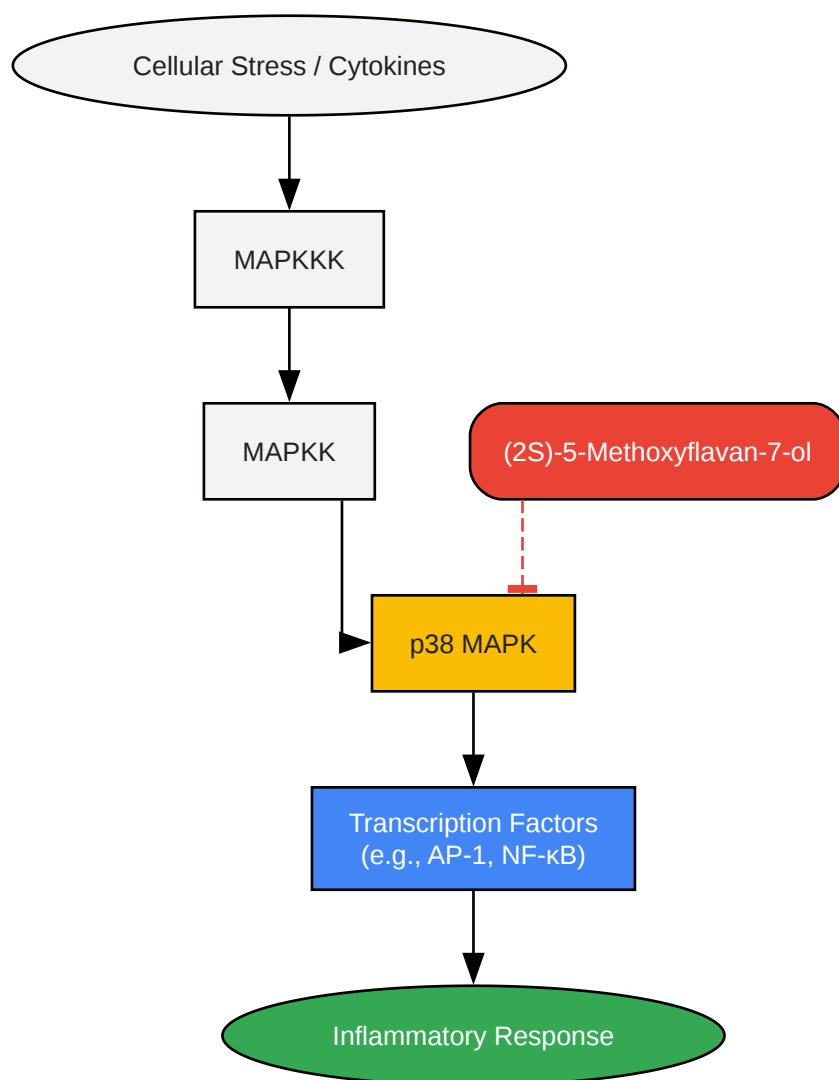 Cellular Stress / Cytokines
MAPKKK
MAPKK
(2S)-5-Methoxyflavan-7-ol
p38 MAPK
Transcription Factors
(e.g., AP-1, NF-κB)
Inflammatory Response